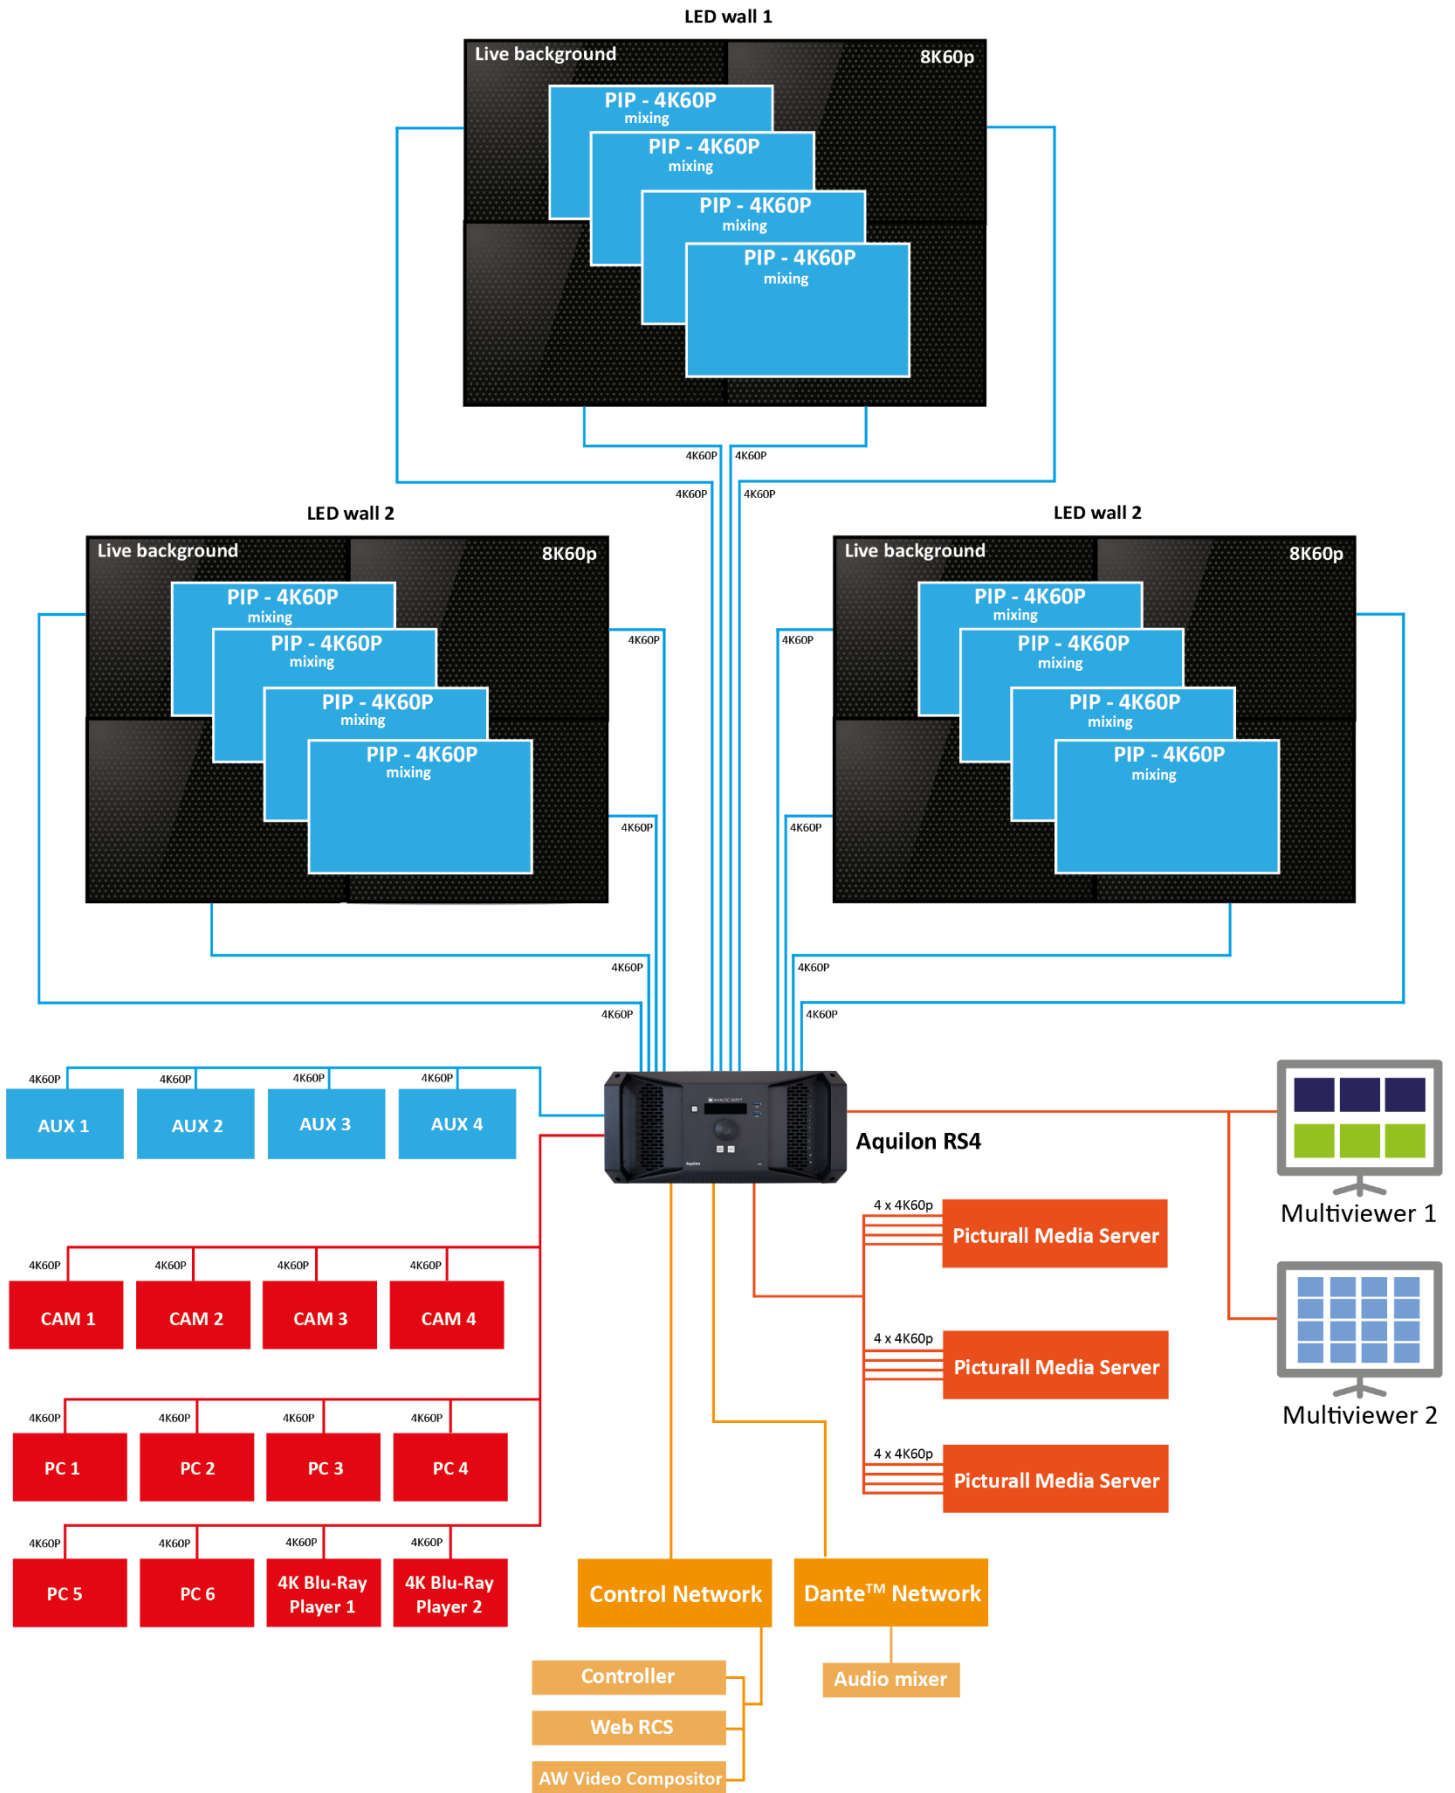 LED wall 1
Live background
8K60p
PIP - 4K60P
mixing
PIP - 4K60P
mixing
PIP - 4K60P
mixing
PIP - 4K60P
mixing
4K60P
4K60P
4K60P
4K60P
LED wall 2
Live background
8K60p
PIP - 4K60P
mixing
PIP - 4K60P
mixing
PIP - 4K60P
mixing
PIP - 4K60P
mixing
4K60P
4K60P
4K60P
4K60P
LED wall 2
Live background
8K60p
PIP - 4K60P
mixing
PIP - 4K60P
mixing
PIP - 4K60P
mixing
PIP - 4K60P
mixing
4K60P
4K60P
4K60P
4K60P
4K60P
4K60P
4K60P
4K60P
AUX 1
AUX 2
AUX 3
AUX 4
Aquilon RS4
Multiviewer 1
Multiviewer 2
4K60P
4K60P
4K60P
4K60P
CAM 1
CAM 2
CAM 3
CAM 4
4 x 4K60p
Picturall Media Server
4 x 4K60p
Picturall Media Server
4 x 4K60p
Picturall Media Server
4K60P
4K60P
4K60P
4K60P
PC 1
PC 2
PC 3
PC 4
4K60P
4K60P
4K60P
4K60P
PC 5
PC 6
4K Blu-Ray
Player 1
4K Blu-Ray
Player 2
Control Network
Dante™ Network
Controller
Web RCS
AW Video Compositor
Audio mixer